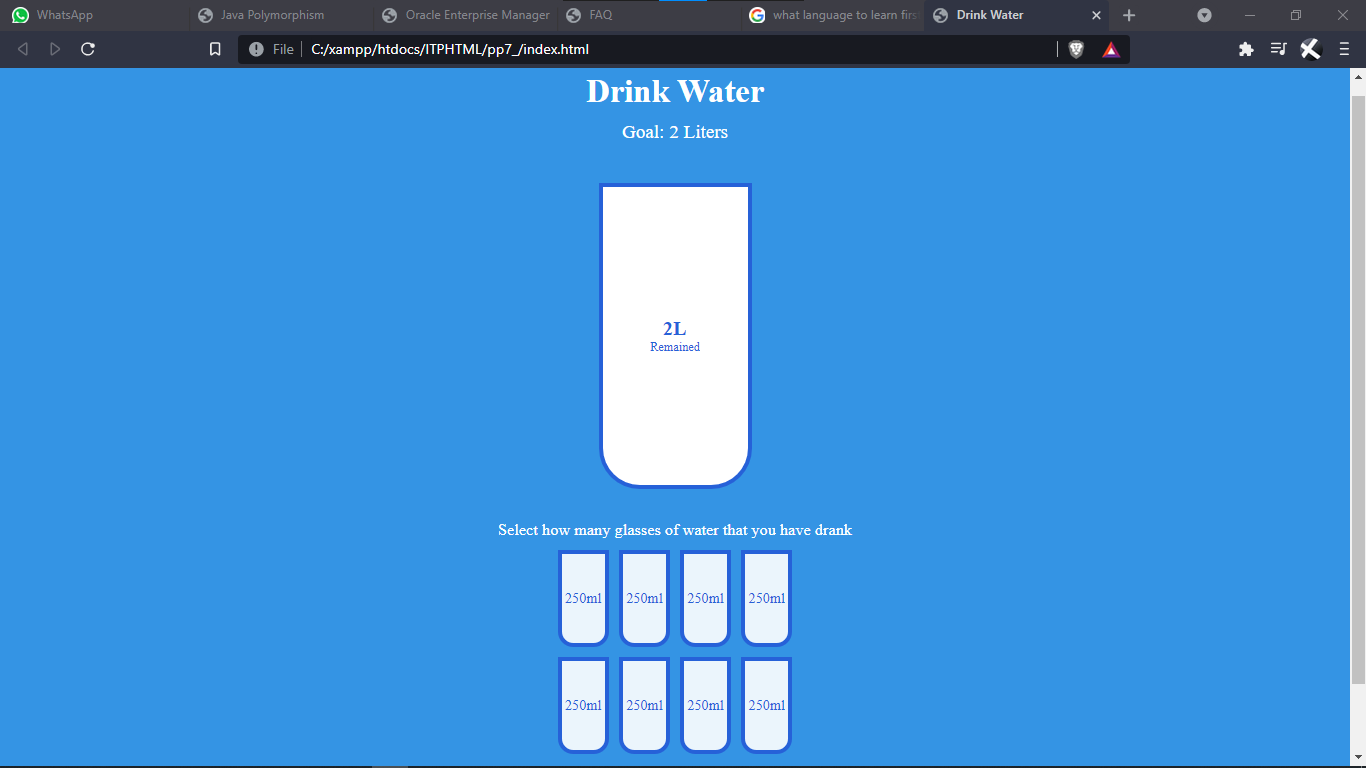 WhatsApp
Java Polymorphism
Oracle Enterprise Manager
FAQ
what language to learn firs
Drink Water
File
C:/xampp/htdocs/ITPHTML/pp7_/index.html
Drink Water
Goal: 2 Liters
2L
Remained
Select how many glasses of water that you have drank
250ml 250ml 250ml 250ml
250ml 250ml 250ml 250ml